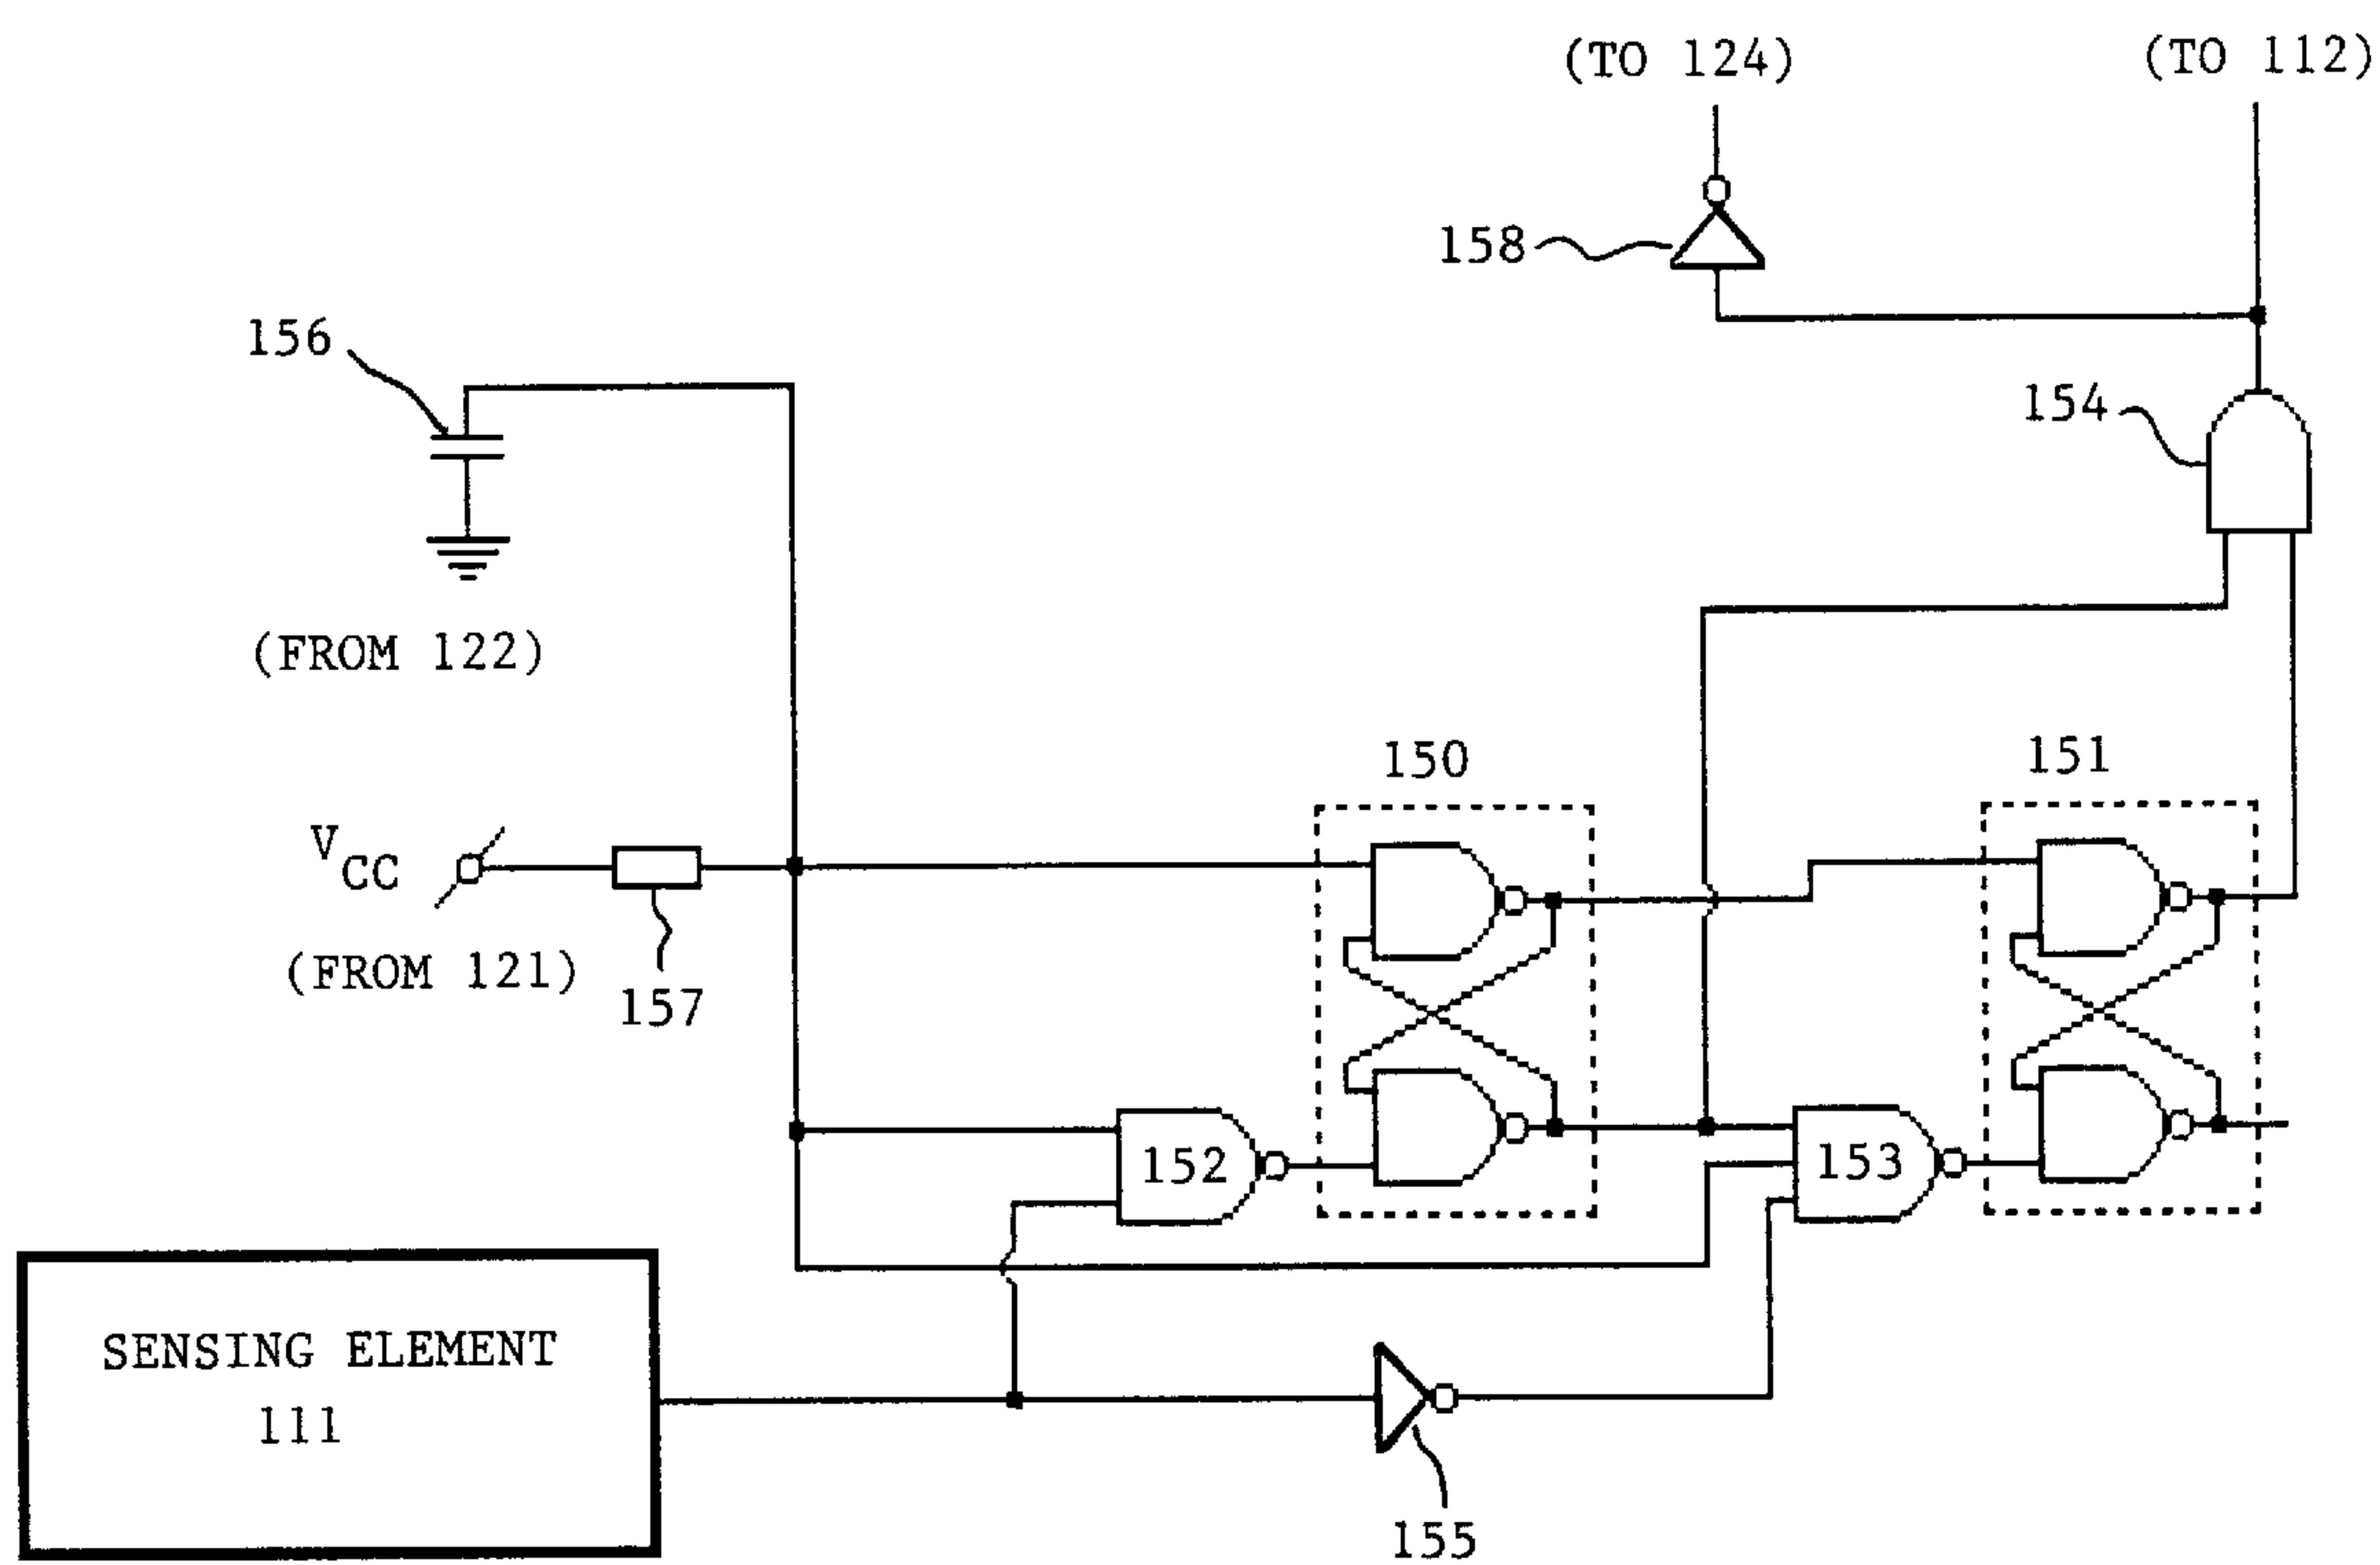 (TO 124)
(TO 112)
158
156
154
(FROM 122)
150
151
VCC
(FROM 121)
157
152
153
SENSING ELEMENT
111
155